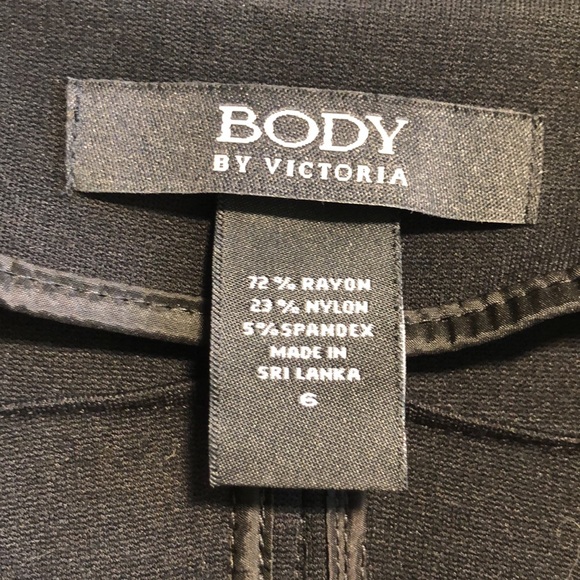 BODY
BY VICTORIA
72 % RAYON
23 % NYLON
5% SPANDEX
MADE IN
SRI LANKA
6